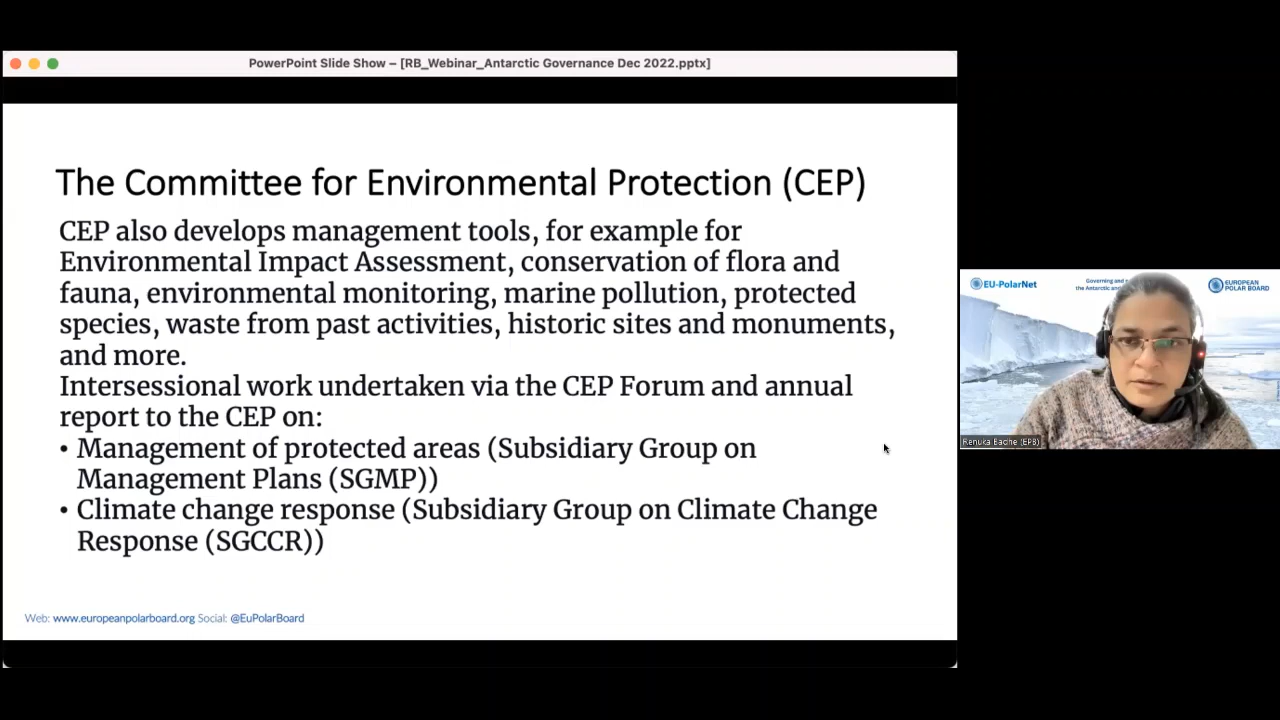 PowerPoint Slide Show – [RB_Webinar_Antarctic Governance Dec 2022.pptx]
The Committee for Environmental Protection (CEP)
CEP also develops management tools, for example for
Environmental Impact Assessment, conservation of flora and
fauna, environmental monitoring, marine pollution, protected
species, waste from past activities, historic sites and monuments,
and more.
Intersessional work undertaken via the CEP Forum and annual
report to the CEP on:
• Management of protected areas (Subsidiary Group on
Management Plans (SGMP))
• Climate change response (Subsidiary Group on Climate Change
Response (SGCCR))
Web: www.europeanpolarboard.org Social: @EuPolarBoard
EU-PolarNet
Governing and
the Antarctic
EUROPEAN
POLAR BOARD
Renuka Badhe (EPB)